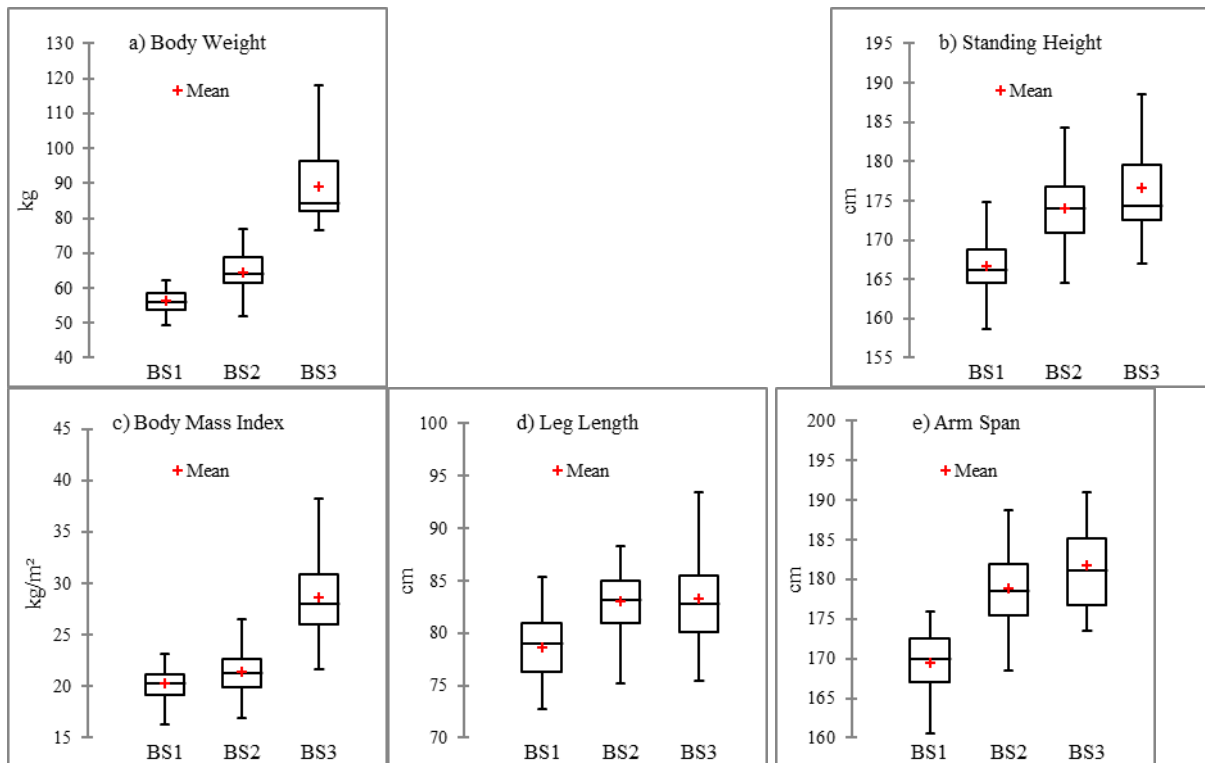 a) Body Weight
Mean
kg
130
120
110
100
90
80
70
60
50
40
BS1 BS2 BS3
b) Standing Height
Mean
cm
195
190
185
180
175
170
165
160
155
BS1 BS2 BS3
c) Body Mass Index
Mean
kg/m²
45
40
35
30
25
20
15
BS1 BS2 BS3
d) Leg Length
Mean
cm
100
95
90
85
80
75
70
BS1 BS2 BS3
e) Arm Span
Mean
cm
200
195
190
185
180
175
170
165
160
BS1 BS2 BS3